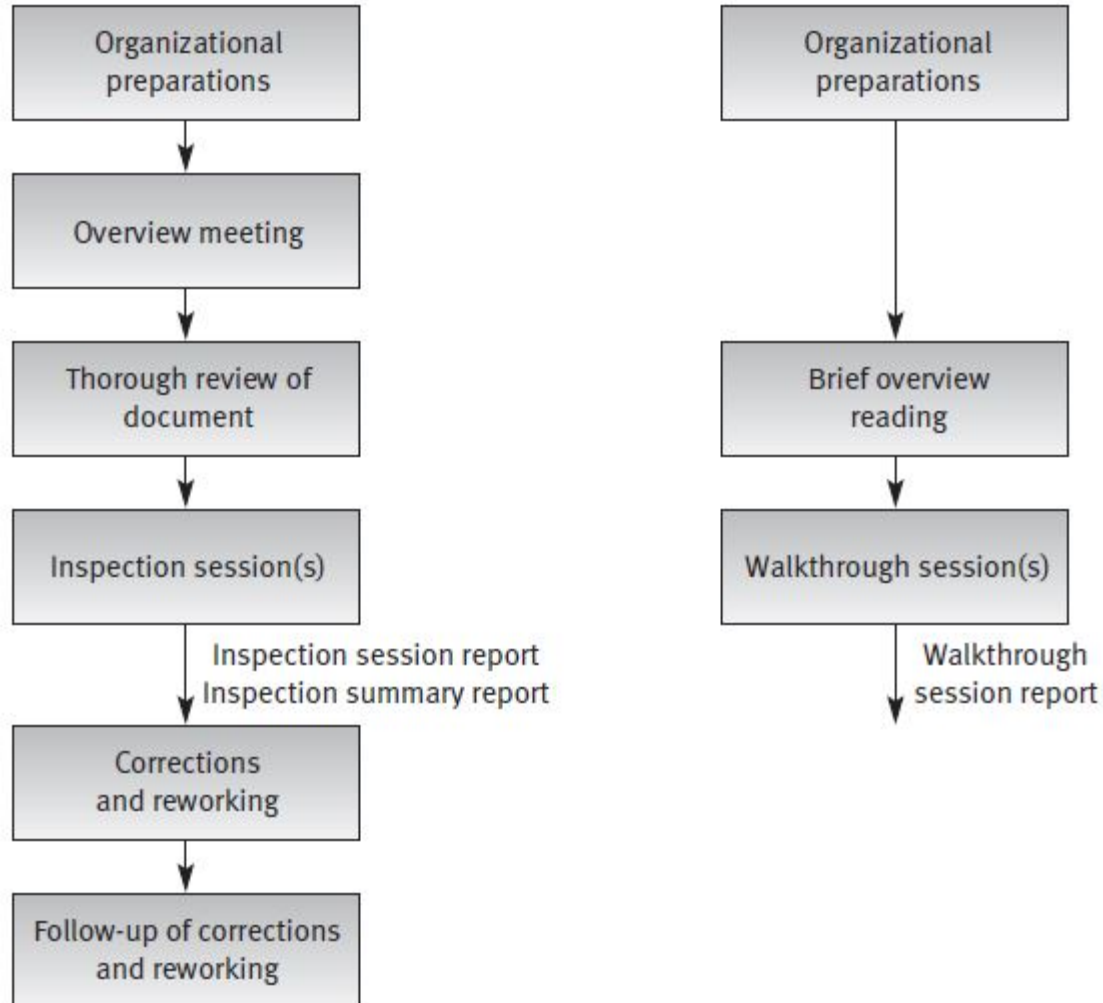 Organizational
preparations
Overview meeting
Thorough review of
document
Inspection session(s)
Inspection session report
Inspection summary report
Corrections
and reworking
Follow-up of corrections
and reworking
Organizational
preparations
Brief overview
reading
Walkthrough session(s)
Walkthrough
session report